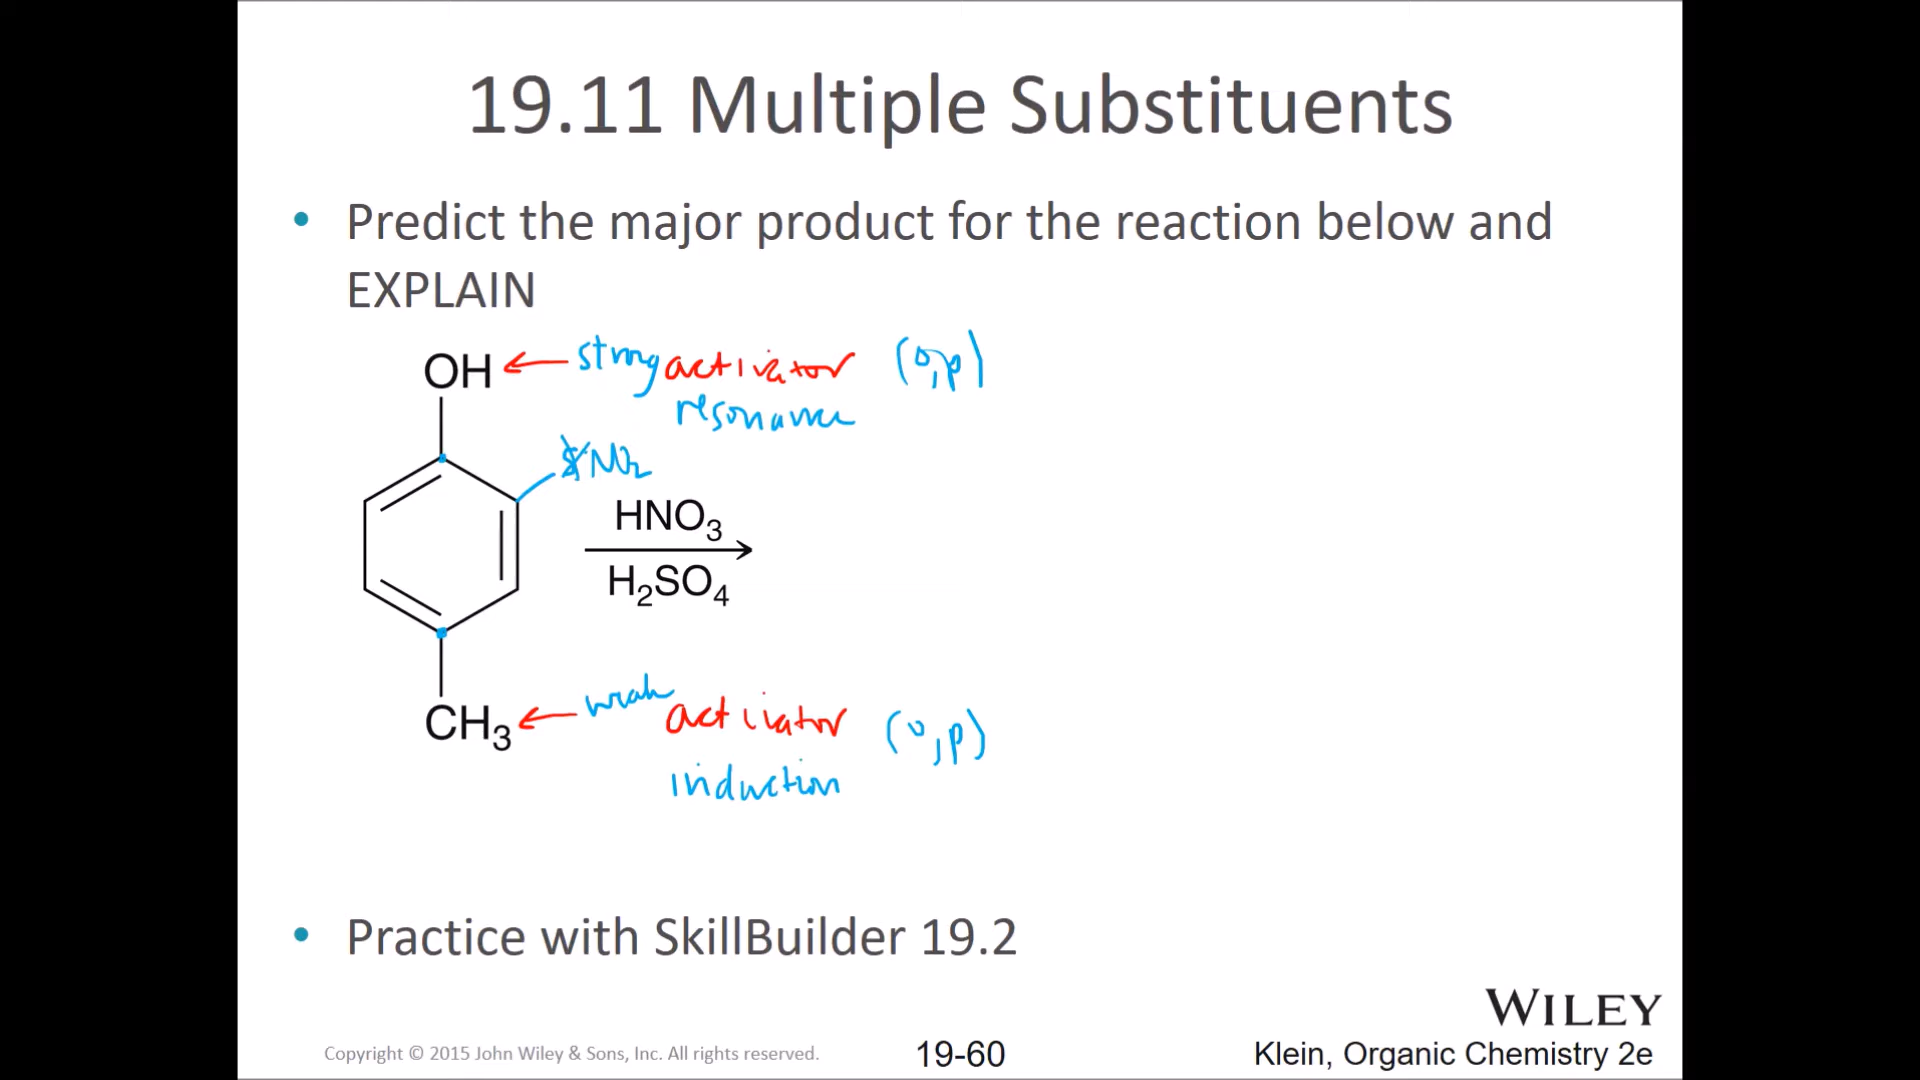 19.11 Multiple Substituents
• Predict the major product for the reaction below and
EXPLAIN
OH ← strong activator (o,p)
resonance
NO₂
HNO₃
H₂SO₄
CH₃ ← weak activator (o,p)
induction
• Practice with SkillBuilder 19.2
WILEY
Copyright © 2015 John Wiley & Sons, Inc. All rights reserved.
19-60
Klein, Organic Chemistry 2e